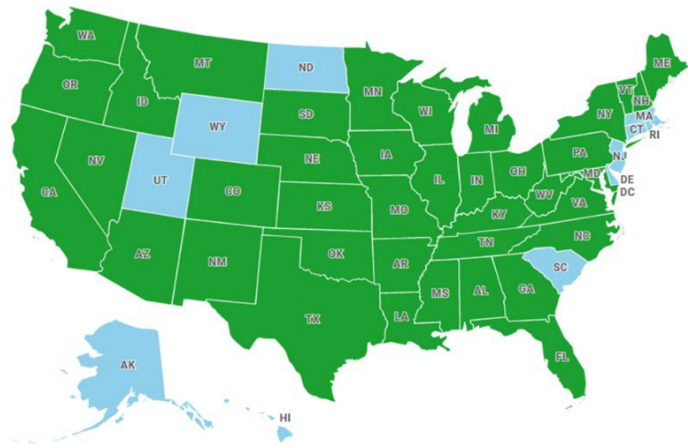 WA
MT
ND
MN
ME
OR
ID
SD
WI
VT
NH
NY
MA
WY
MI
CT
RI
NV
NE
IA
PA
NJ
UT
CO
IL
IN
OH
MD
DE
DC
CA
KS
MO
WV
VA
KY
NC
AZ
NM
OK
TN
AR
SC
MS
AL
GA
TX
LA
FL
AK
HI